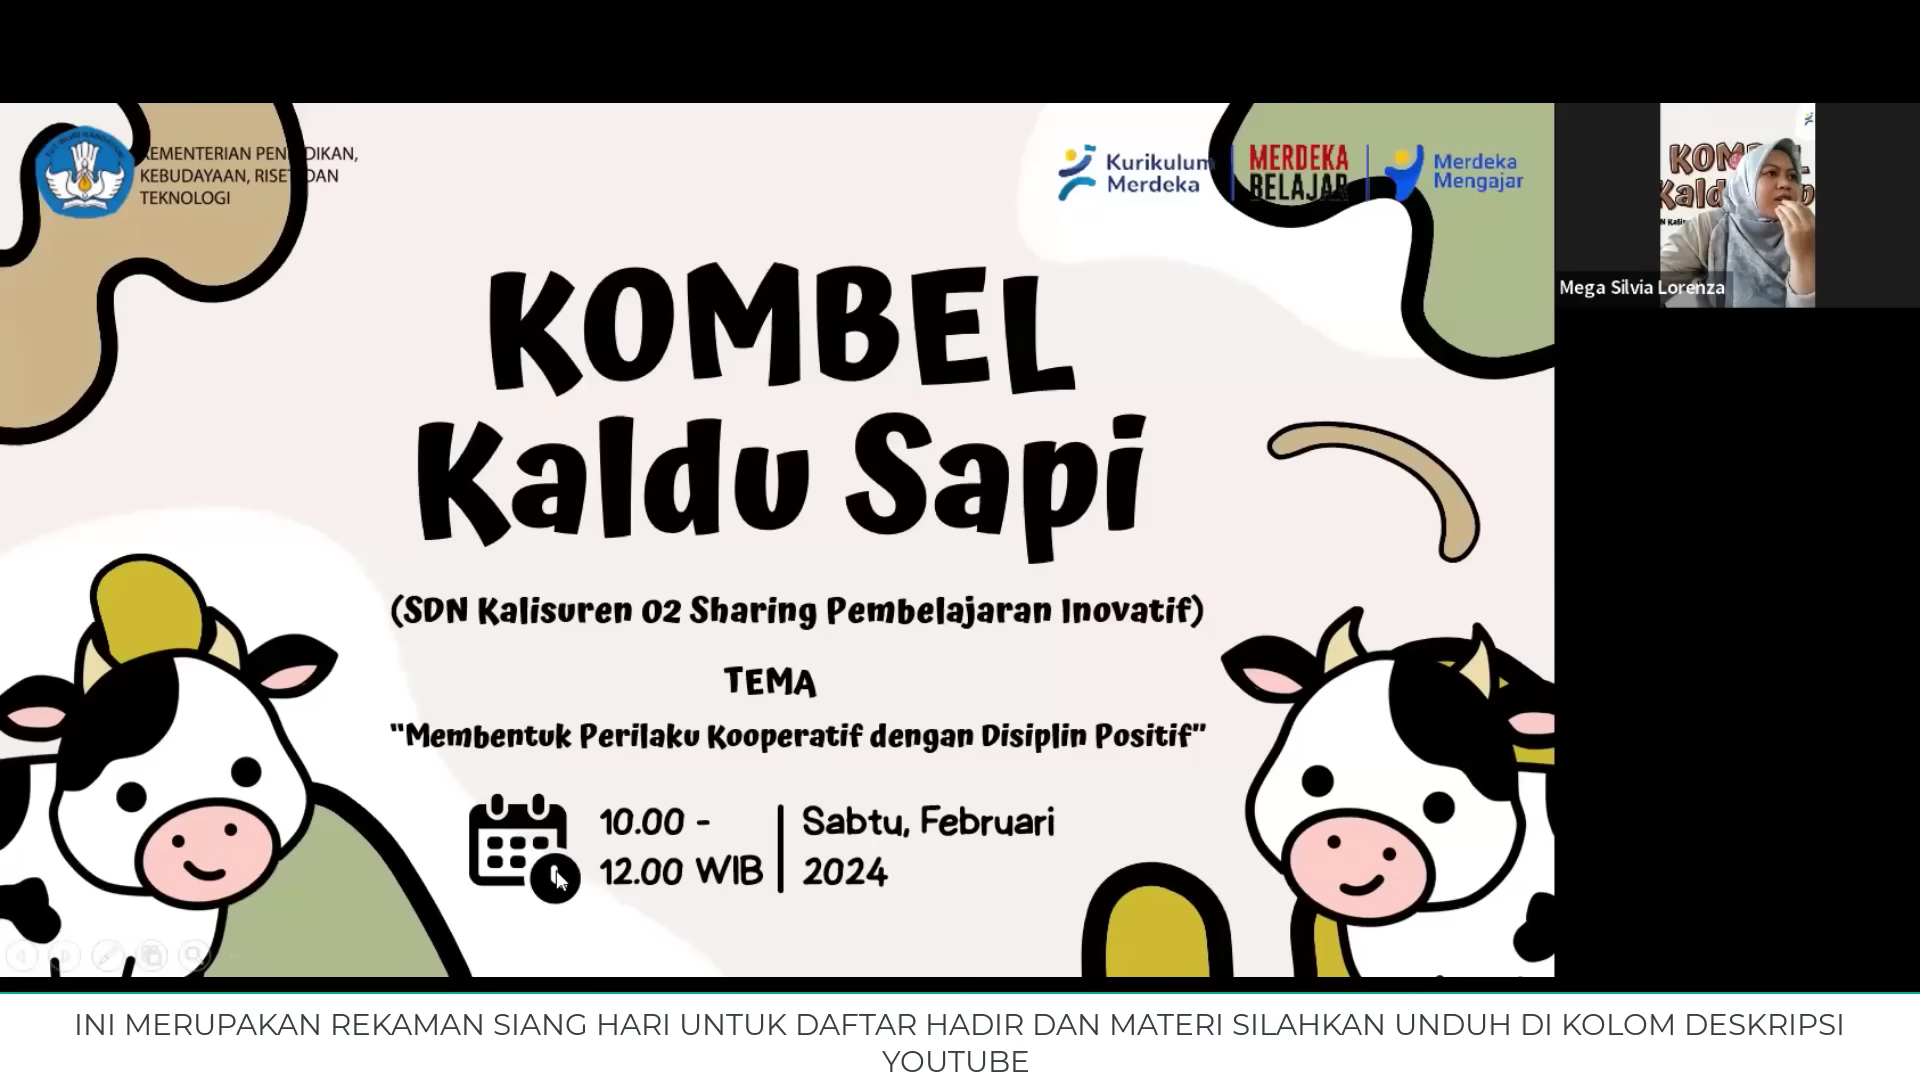 KEMENTERIAN PENDIDIKAN,
KEBUDAYAAN, RISET, DAN
TEKNOLOGI
Kurikulum
Merdeka
MERDEKA
BELAJAR
Merdeka
Mengajar
KOMBEL
Kaldu Sapi
(SDN Kalisuren 02 Sharing Pembelajaran Inovatif)
TEMA
"Membentuk Perilaku Kooperatif dengan Disiplin Positif"
10.00 -
12.00 WIB
Sabtu, Februari
2024
Mega Silvia Lorenza
INI MERUPAKAN REKAMAN SIANG HARI UNTUK DAFTAR HADIR DAN MATERI SILAHKAN UNDUH DI KOLOM DESKRIPSI
YOUTUBE